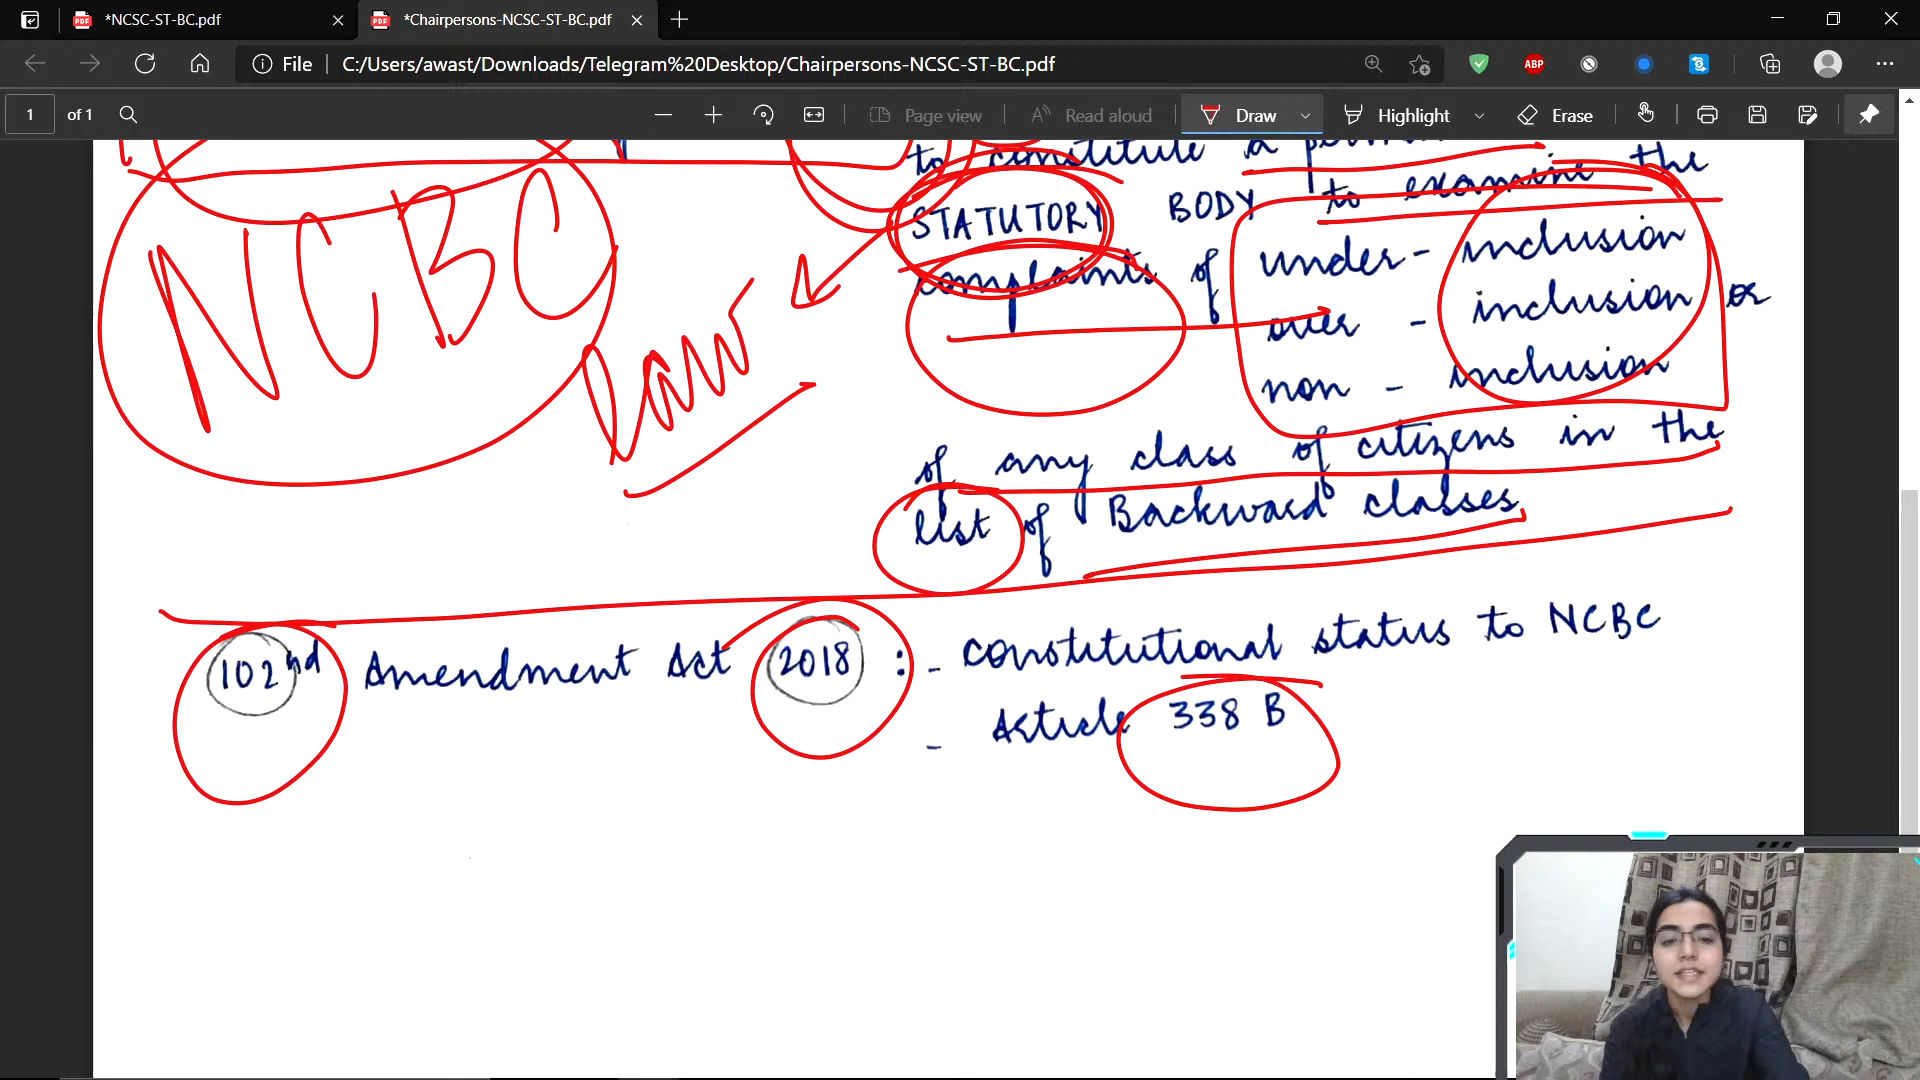 *NCSC-ST-BC.pdf
*Chairpersons-NCSC-ST-BC.pdf
File
C:/Users/awast/Downloads/Telegram%20Desktop/Chairpersons-NCSC-ST-BC.pdf
ABP
1 of 1
Page view
Read aloud
Draw
Highlight
Erase
to constitute a
STATUTORY BODY to examine the
complaints of under - inclusion
over - inclusion or
non - inclusion
of any class of citizens in the
list of Backward classes
NCBC
Law
102nd Amendment Act 2018 :- constitutional status to NCBC
- Article 338 B